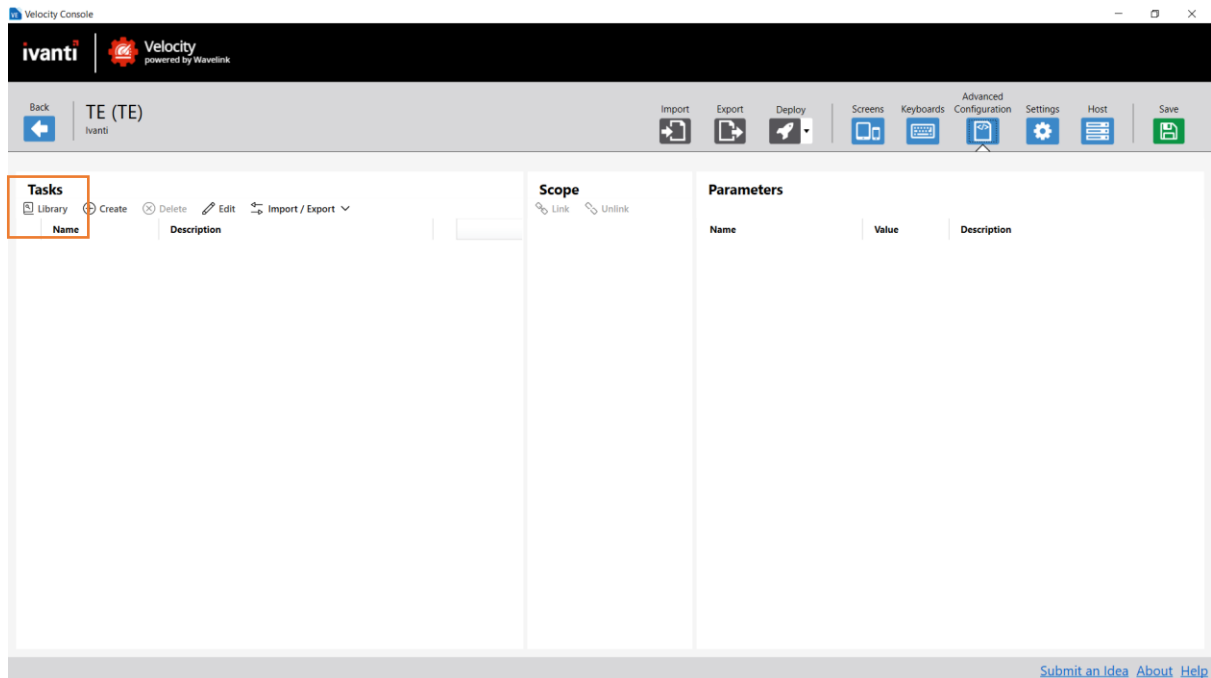 Velocity Console
ivanti
Velocity
powered by Wavelink
Back
TE (TE)
Ivanti
Import Export Deploy Screens Keyboards Advanced Configuration Settings Host Save
Tasks
Library Create Delete Edit Import / Export
Name Description
Scope
Link Unlink
Parameters
Name Value Description
Submit an Idea About Help